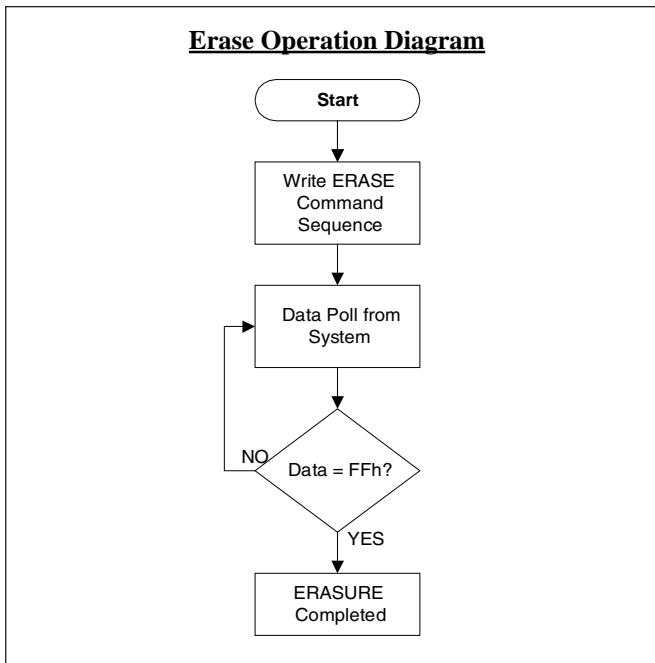 Erase Operation Diagram
Start
Write ERASE
Command
Sequence
Data Poll from
System
NO
Data = FFh?
YES
ERASURE
Completed